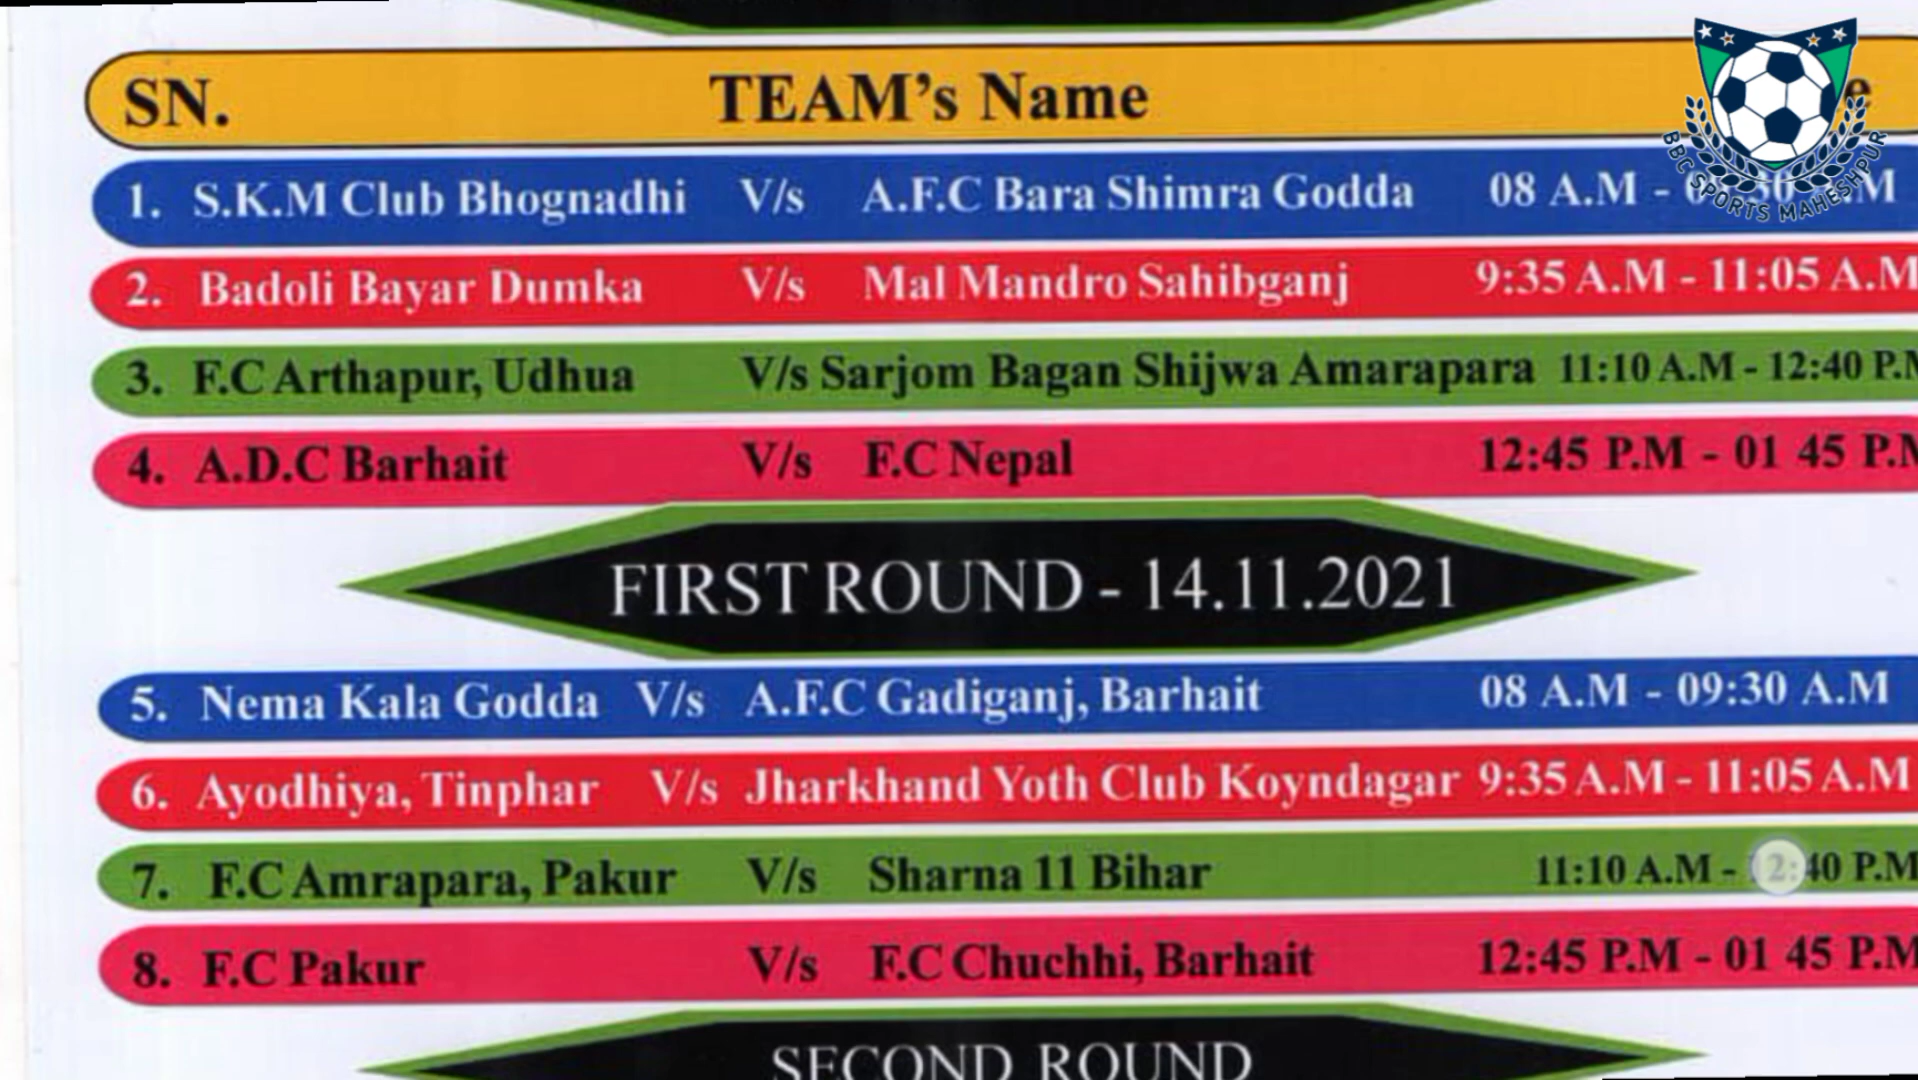 SN. TEAM's Name
BBC SPORTS MAHESHPUR
1. S.K.M Club Bhognadhi V/s A.F.C Bara Shimra Godda 08 A.M -
2. Badoli Bayar Dumka V/s Mal Mandro Sahibganj 9:35 A.M - 11:05 A.M
3. F.C Arthapur, Udhua V/s Sarjom Bagan Shijwa Amarapara 11:10 A.M - 12:40 P.M
4. A.D.C Barhait V/s F.C Nepal 12:45 P.M - 01 45 P.M
FIRST ROUND - 14.11.2021
5. Nema Kala Godda V/s A.F.C Gadiganj, Barhait 08 A.M - 09:30 A.M
6. Ayodhiya, Tinphar V/s Jharkhand Yoth Club Koyndagar 9:35 A.M - 11:05 A.M
7. F.C Amrapara, Pakur V/s Sharna 11 Bihar 11:10 A.M - 12:40 P.M
8. F.C Pakur V/s F.C Chuchhi, Barhait 12:45 P.M - 01 45 P.M
SECOND ROUND